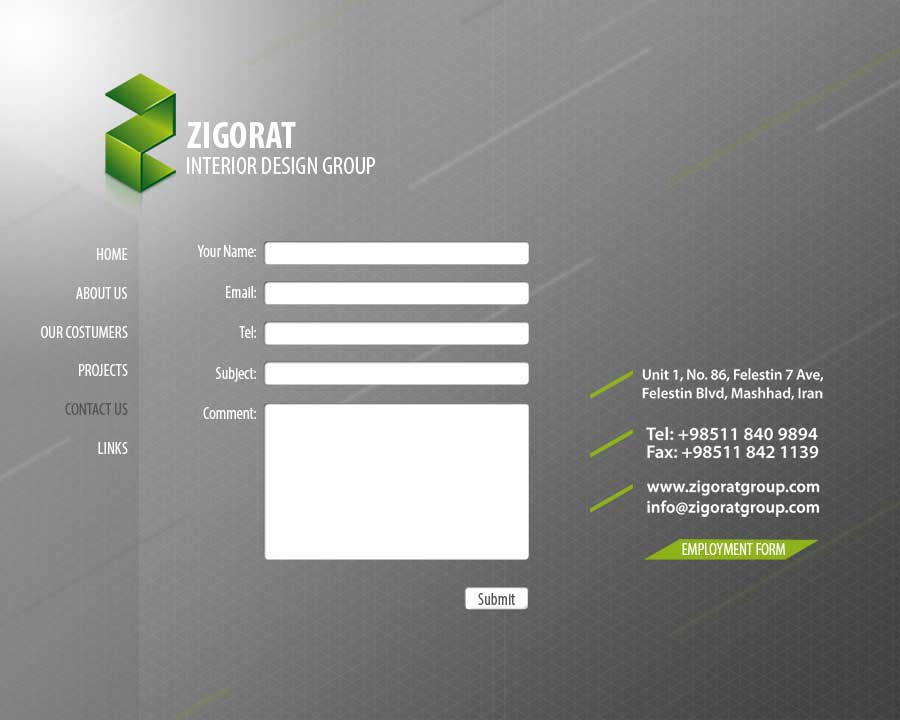 ZIGORAT
INTERIOR DESIGN GROUP
HOME
ABOUT US
OUR COSTUMERS
PROJECTS
CONTACT US
LINKS
Your Name:
Email:
Tel:
Subject:
Comment:
Submit
Unit 1, No. 86, Felestin 7 Ave,
Felestin Blvd, Mashhad, Iran
Tel: +98511 840 9894
Fax: +98511 842 1139
www.zigoratgroup.com
info@zigoratgroup.com
EMPLOYMENT FORM